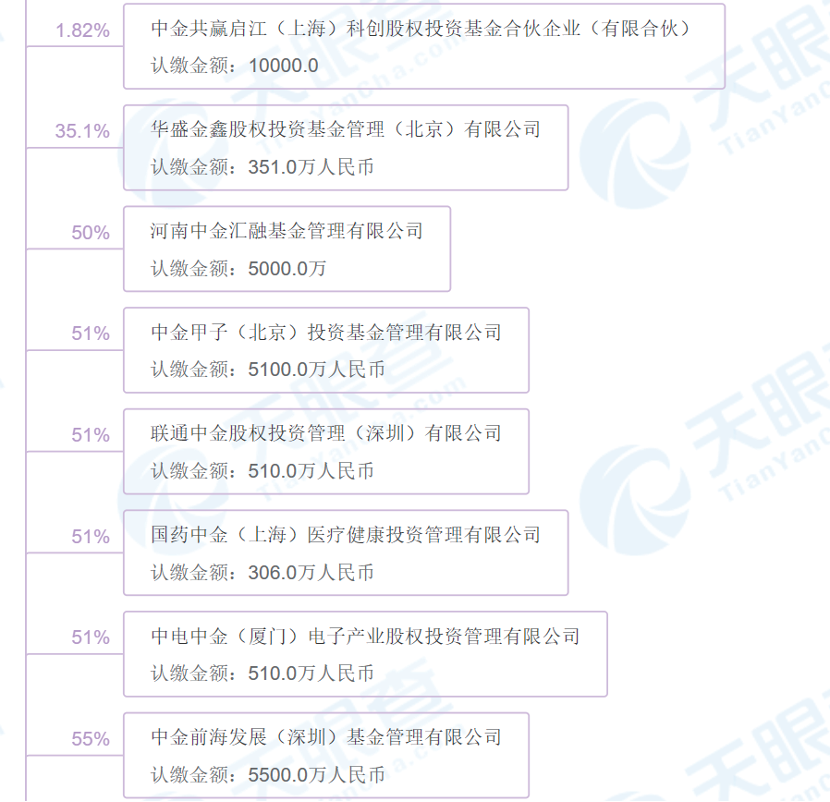 1.82%
中金共赢启江（上海）科创股权投资基金合伙企业（有限合伙）
认缴金额：10000.0
35.1%
华盛金鑫股权投资基金管理（北京）有限公司
认缴金额：351.0万人民币
50%
河南中金汇融基金管理有限公司
认缴金额：5000.0万
51%
中金甲子（北京）投资基金管理有限公司
认缴金额：5100.0万人民币
51%
联通中金股权投资管理（深圳）有限公司
认缴金额：510.0万人民币
51%
国药中金（上海）医疗健康投资管理有限公司
认缴金额：306.0万人民币
51%
中电中金（厦门）电子产业股权投资管理有限公司
认缴金额：510.0万人民币
55%
中金前海发展（深圳）基金管理有限公司
认缴金额：5500.0万人民币
天眼查
TianYanCha.com